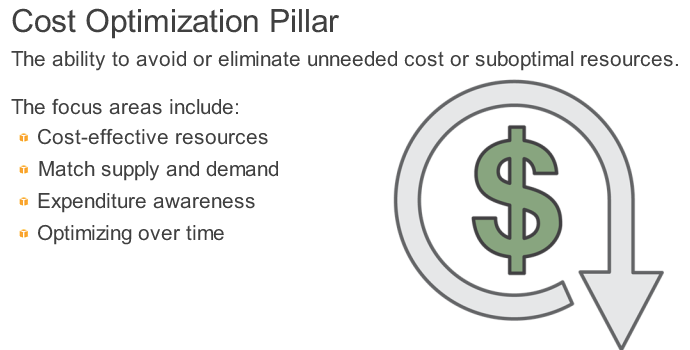 Cost Optimization Pillar
The ability to avoid or eliminate unneeded cost or suboptimal resources.
The focus areas include:
Cost-effective resources
Match supply and demand
Expenditure awareness
Optimizing over time
$